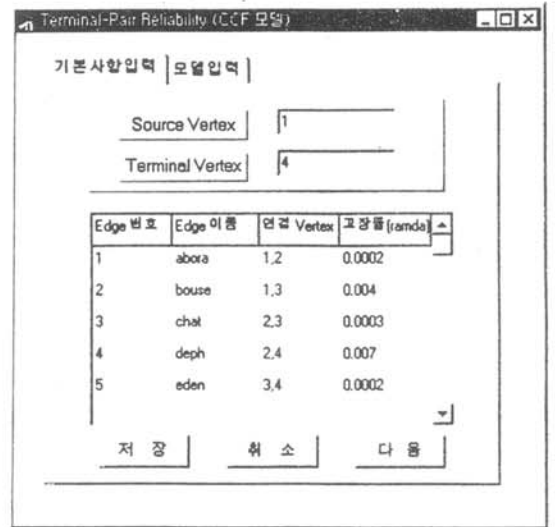 Terminal-Pair Reliability (CCF 모델)
기본사항입력 모델입력
Source Vertex 1
Terminal Vertex 4
Edge 번호 Edge 이름 연결 Vertex 고장률(ramda)
1 abora 1,2 0.0002
2 bouse 1,3 0.004
3 chat 2,3 0.0003
4 deph 2,4 0.007
5 eden 3,4 0.0002
저 장 취 소 다 음